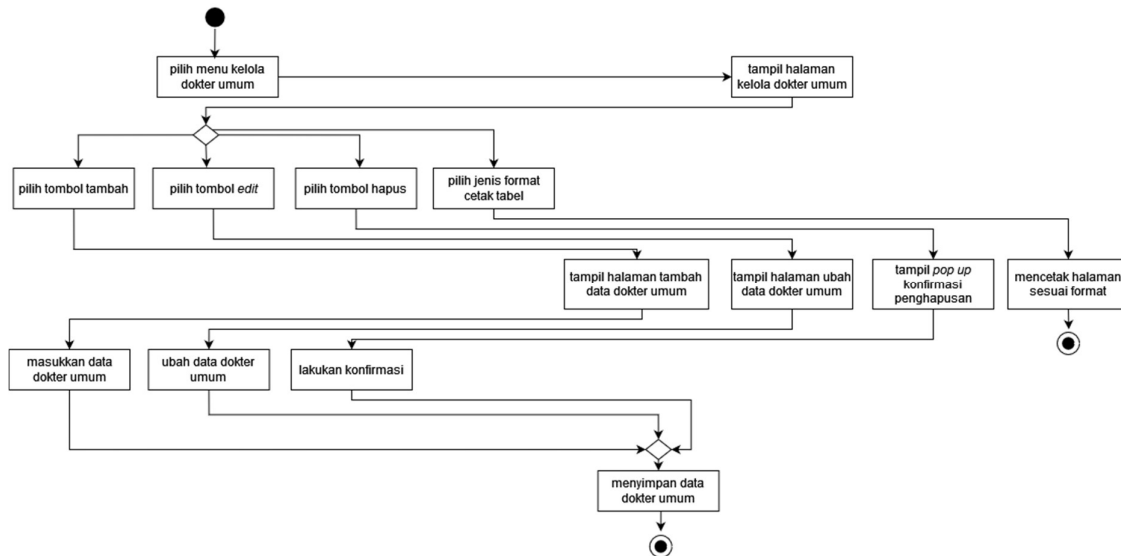 pilih menu kelola
dokter umum
tampil halaman
kelola dokter umum
pilih tombol tambah
pilih tombol edit
pilih tombol hapus
pilih jenis format
cetak tabel
tampil halaman tambah
data dokter umum
tampil halaman ubah
data dokter umum
tampil pop up
konfirmasi
penghapusan
mencetak halaman
sesuai format
masukkan data
dokter umum
ubah data dokter
umum
lakukan konfirmasi
menyimpan data
dokter umum